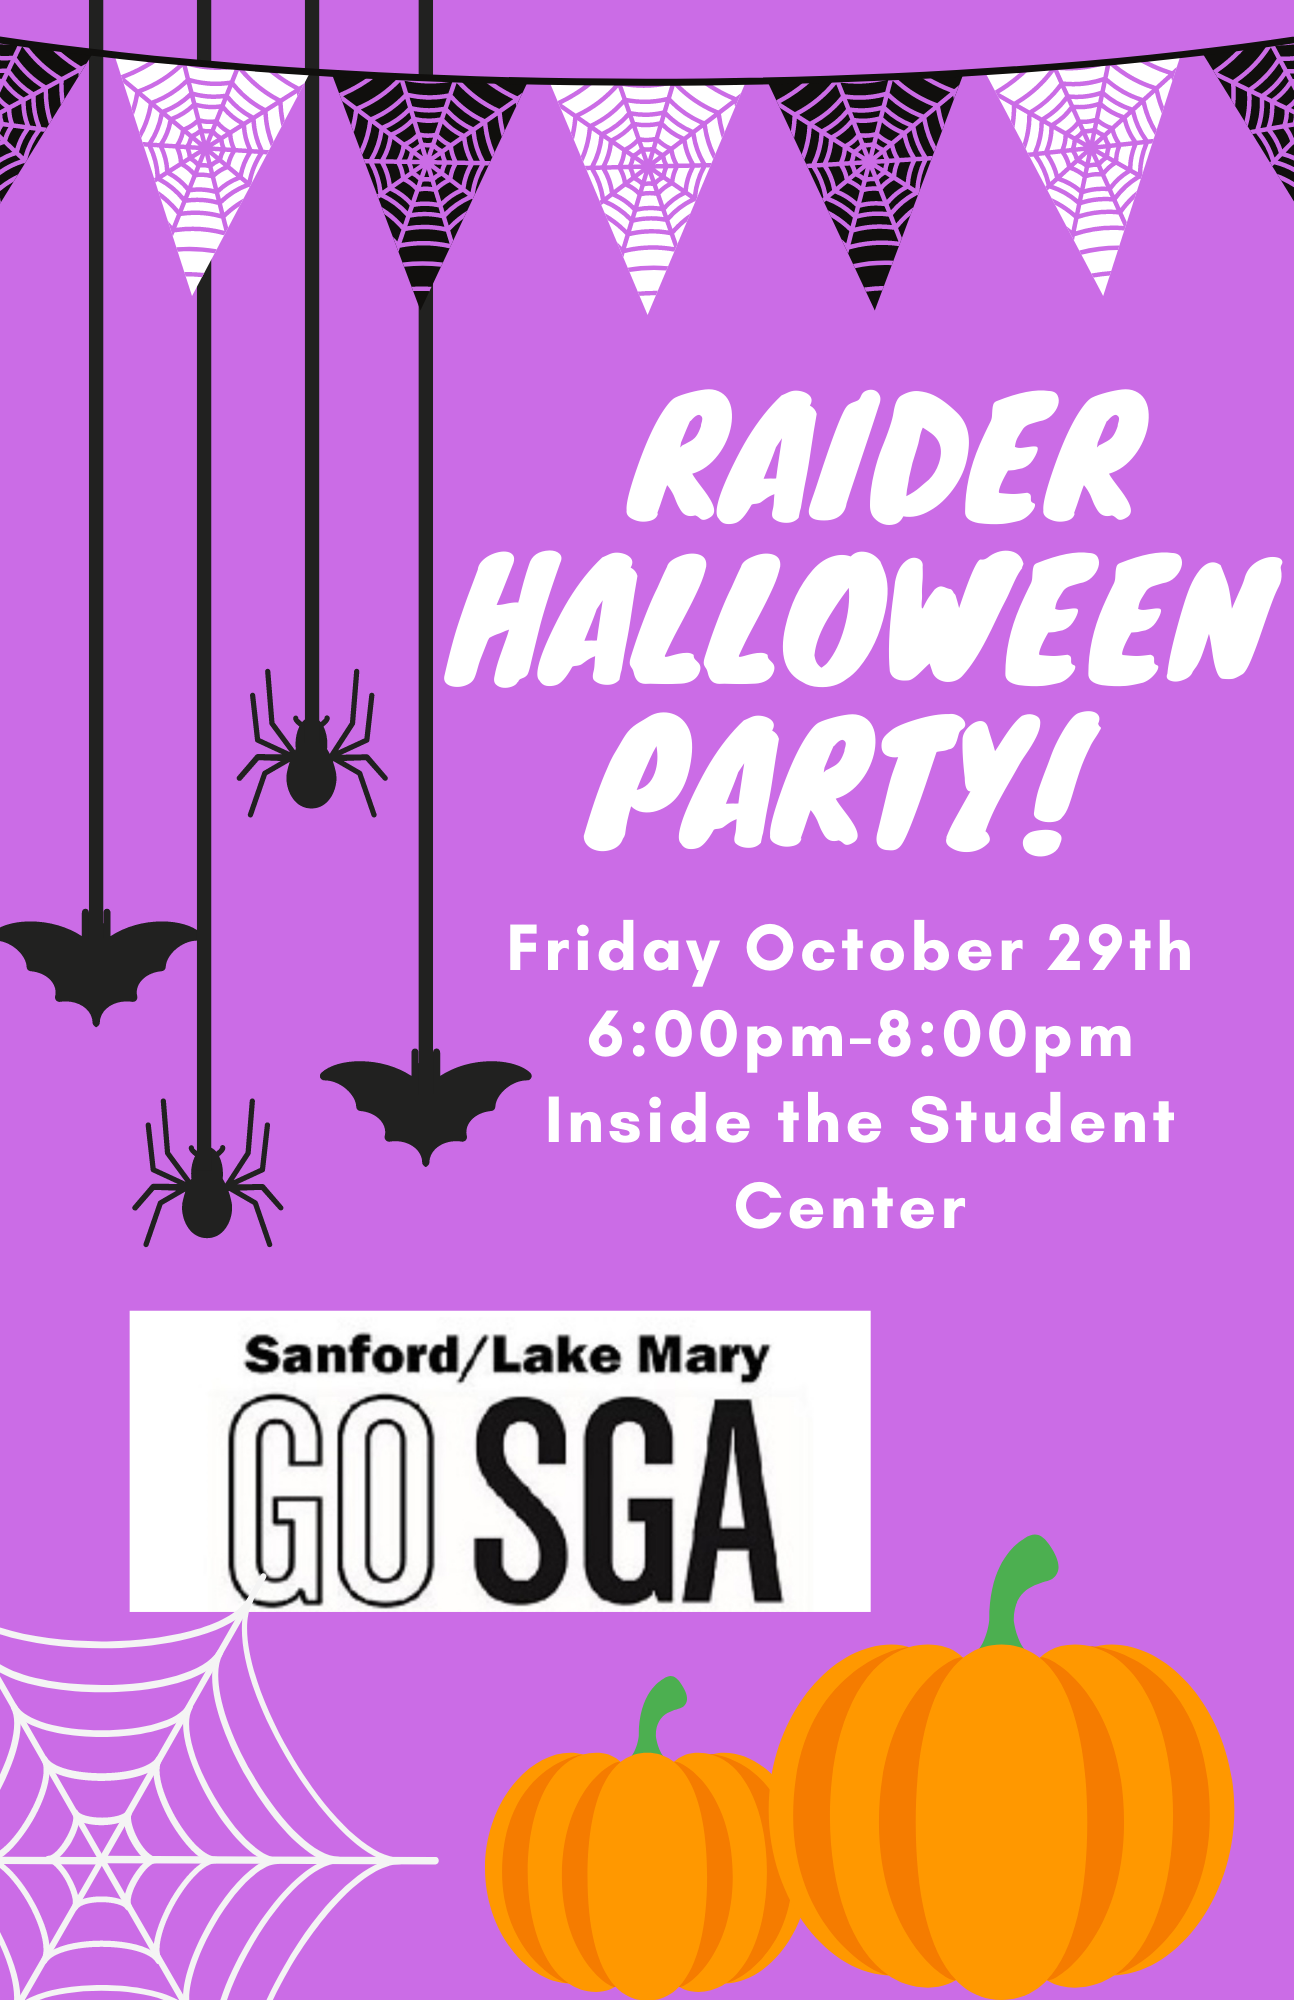 RAIDER
HALLOWEEN
PARTY!
Friday October 29th
6:00pm-8:00pm
Inside the Student
Center
Sanford/Lake Mary
GO SGA